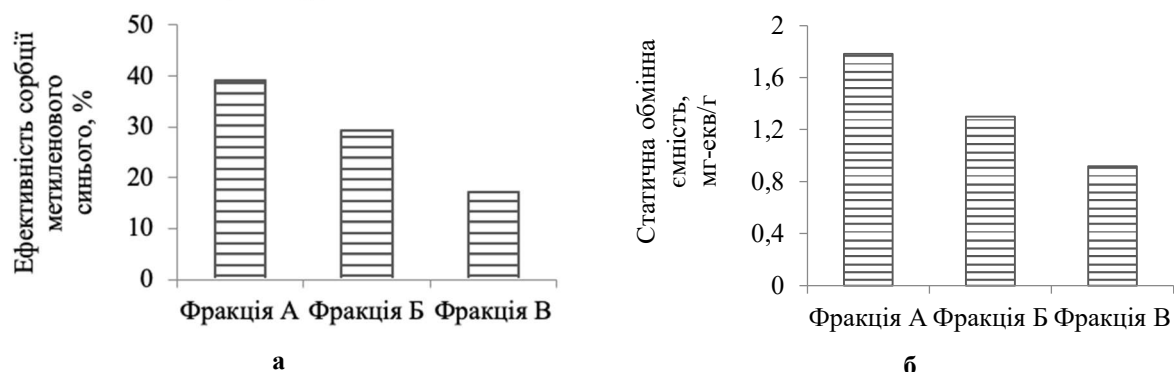 Ефективність сорбції
метиленового
синього, %
50
40
30
20
10
0
Фракція А Фракція Б Фракція В
а
Статична обмінна
ємність,
мг-екв/г
2
1,6
1,2
0,8
0,4
0
Фракція А Фракція Б Фракція В
б